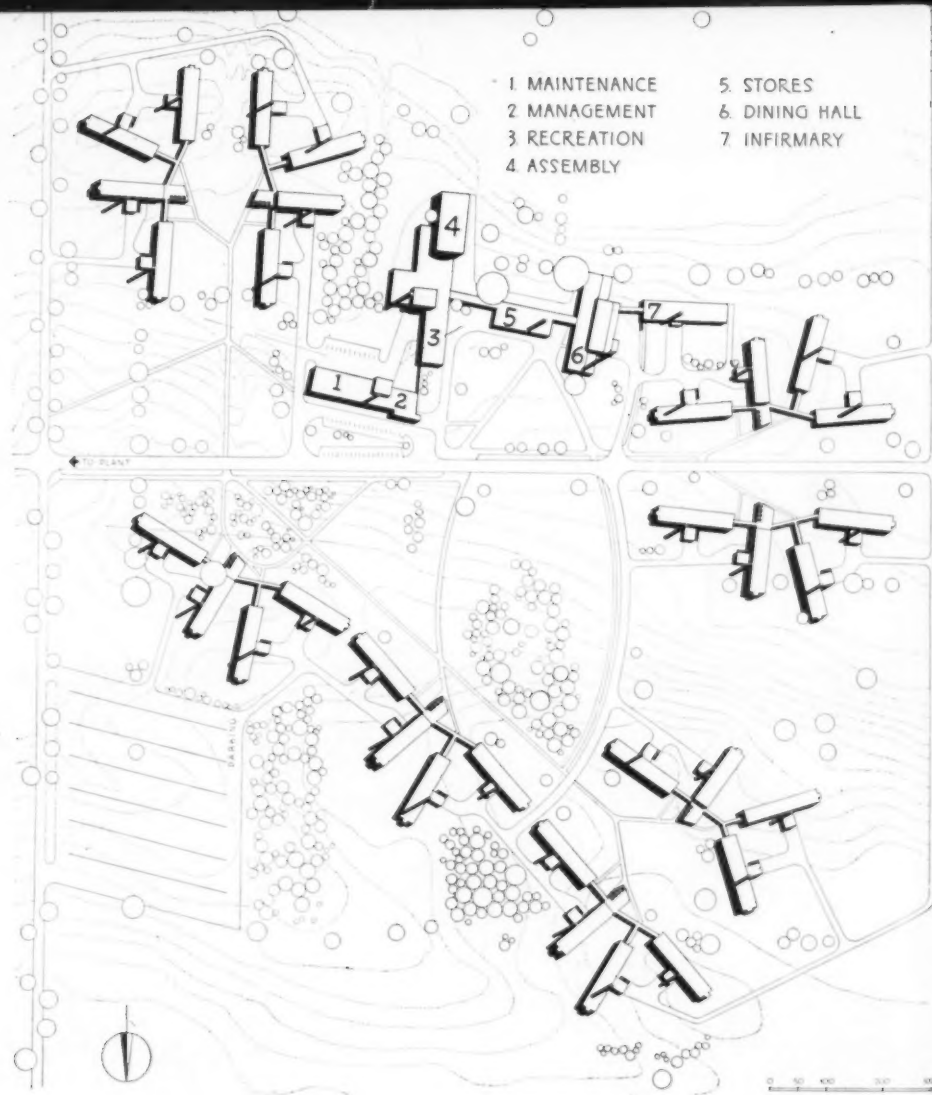 1. MAINTENANCE
2. MANAGEMENT
3. RECREATION
4. ASSEMBLY
5. STORES
6. DINING HALL
7. INFIRMARY
4
3
5
7
6
1
2
TO PLANT
PARKING
0 50 100 200